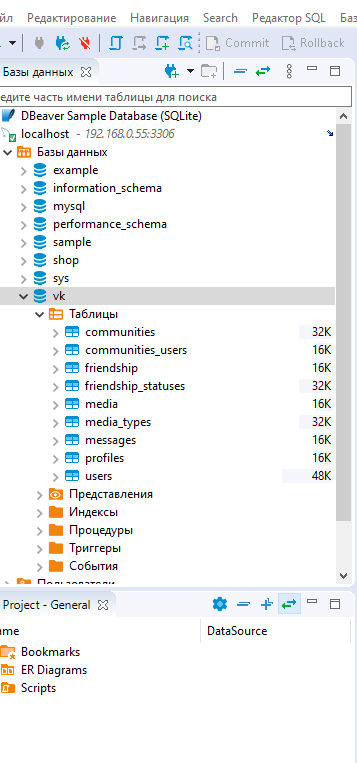 йл Редактирование Навигация Search Редактор SQL Баз
Commit Rollback
Базы данных
едите часть имени таблицы для поиска
DBeaver Sample Database (SQLite)
localhost - 192.168.0.55:3306
Базы данных
example
information_schema
mysql
performance_schema
sample
shop
sys
vk
Таблицы
communities 32K
communities_users 16K
friendship 16K
friendship_statuses 32K
media 16K
media_types 32K
messages 16K
profiles 16K
users 48K
Представления
Индексы
Процедуры
Триггеры
События
Пользователи
Project - General
ame DataSource
Bookmarks
ER Diagrams
Scripts